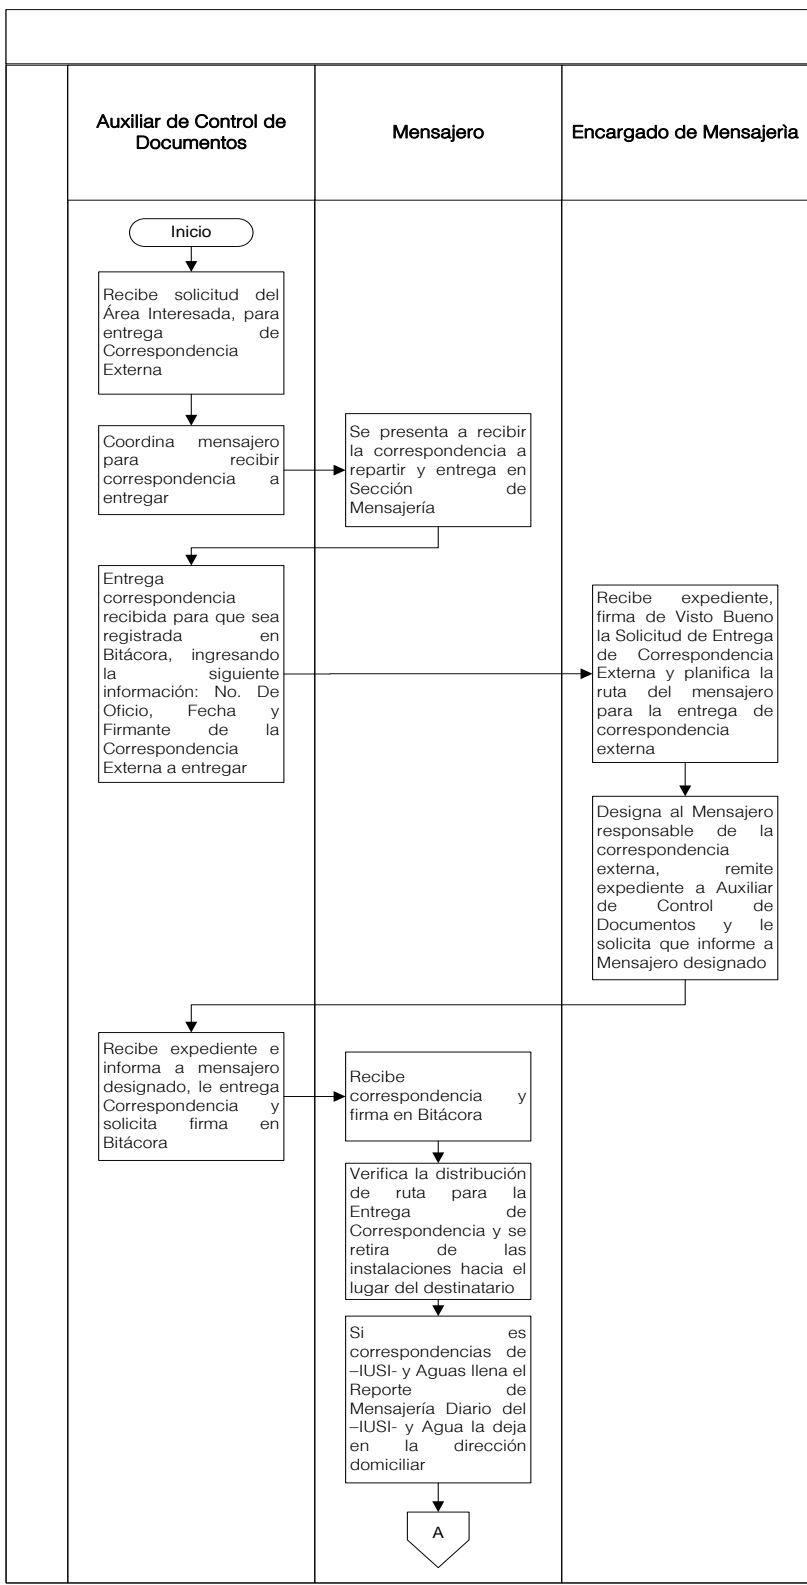 Auxiliar de Control de
Documentos
Mensajero
Encargado de Mensajerìa
Inicio
Recibe solicitud del
Área Interesada, para
entrega de
Correspondencia
Externa
Coordina mensajero
para recibir
correspondencia a
entregar
Se presenta a recibir
la correspondencia a
repartir y entrega en
Sección de
Mensajería
Entrega
correspondencia
recibida para que sea
registrada en
Bitácora, ingresando
la siguiente
información: No. De
Oficio, Fecha y
Firmante de la
Correspondencia
Externa a entregar
Recibe expediente,
firma de Visto Bueno
la Solicitud de Entrega
de Correspondencia
Externa y planifica la
ruta del mensajero
para la entrega de
correspondencia
externa
Designa al Mensajero
responsable de la
correspondencia
externa, remite
expediente a Auxiliar
de Control de
Documentos y le
solicita que informe a
Mensajero designado
Recibe expediente e
informa a mensajero
designado, le entrega
Correspondencia y
solicita firma en
Bitácora
Recibe
correspondencia y
firma en Bitácora
Verifica la distribución
de ruta para la
Entrega de
Correspondencia y se
retira de las
instalaciones hacia el
lugar del destinatario
Si es
correspondencias de
–IUSI- y Aguas llena el
Reporte de
Mensajería Diario del
–IUSI- y Agua la deja
en la dirección
domiciliar
A